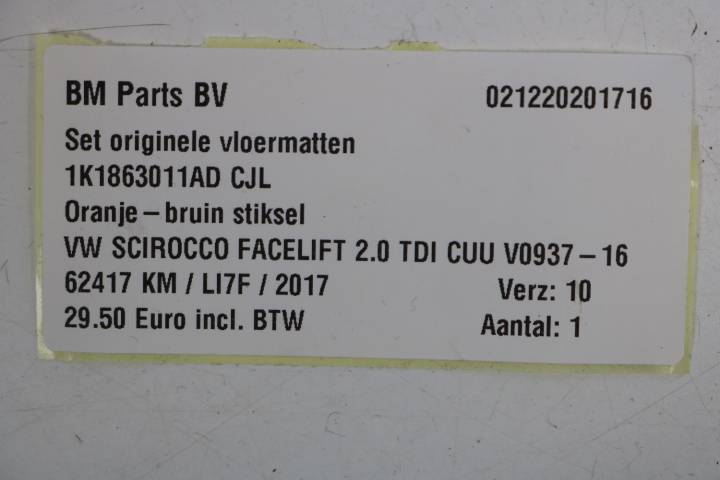 BM Parts BV 021220201716
Set originele vloermatten
1K1863011AD CJL
Oranje – bruin stiksel
VW SCIROCCO FACELIFT 2.0 TDI CUU V0937 – 16
62417 KM / LI7F / 2017 Verz: 10
29.50 Euro incl. BTW Aantal: 1